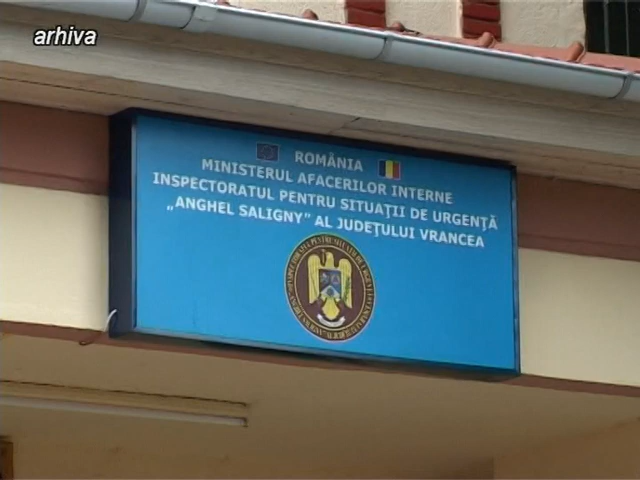 arhiva
ROMÂNIA
MINISTERUL AFACERILOR INTERNE
INSPECTORATUL PENTRU SITUAŢII DE URGENŢĂ
„ANGHEL SALIGNY” AL JUDEŢULUI VRANCEA